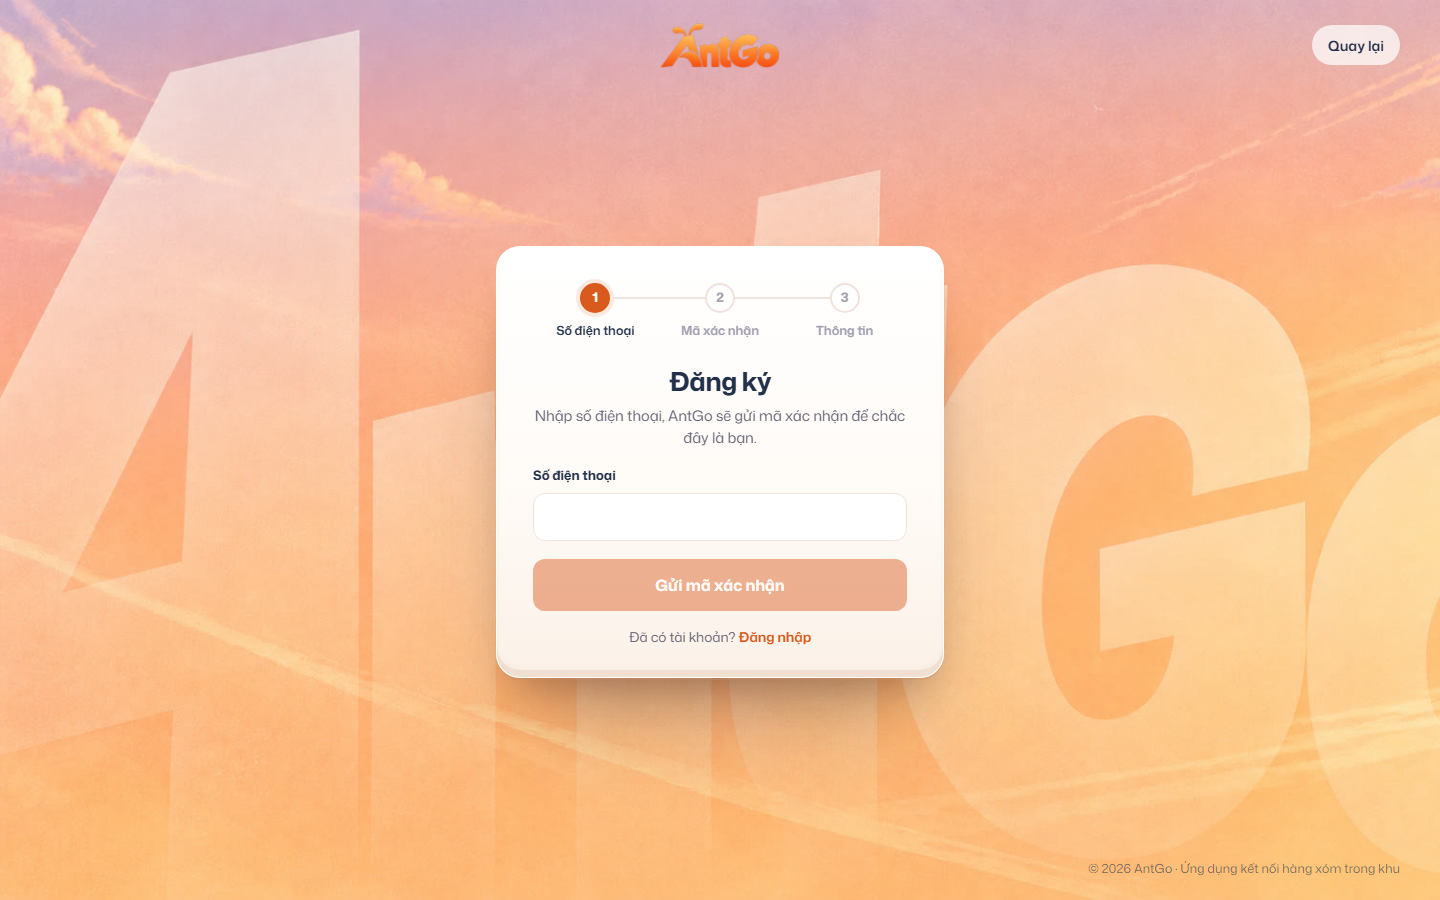 AntGo
Quay lại
AntGo
1
2
3
Số điện thoại
Mã xác nhận
Thông tin
Đăng ký
Nhập số điện thoại, AntGo sẽ gửi mã xác nhận để chắc
đây là bạn.
Số điện thoại
Gửi mã xác nhận
Đã có tài khoản? Đăng nhập
© 2026 AntGo · Ứng dụng kết nối hàng xóm trong khu